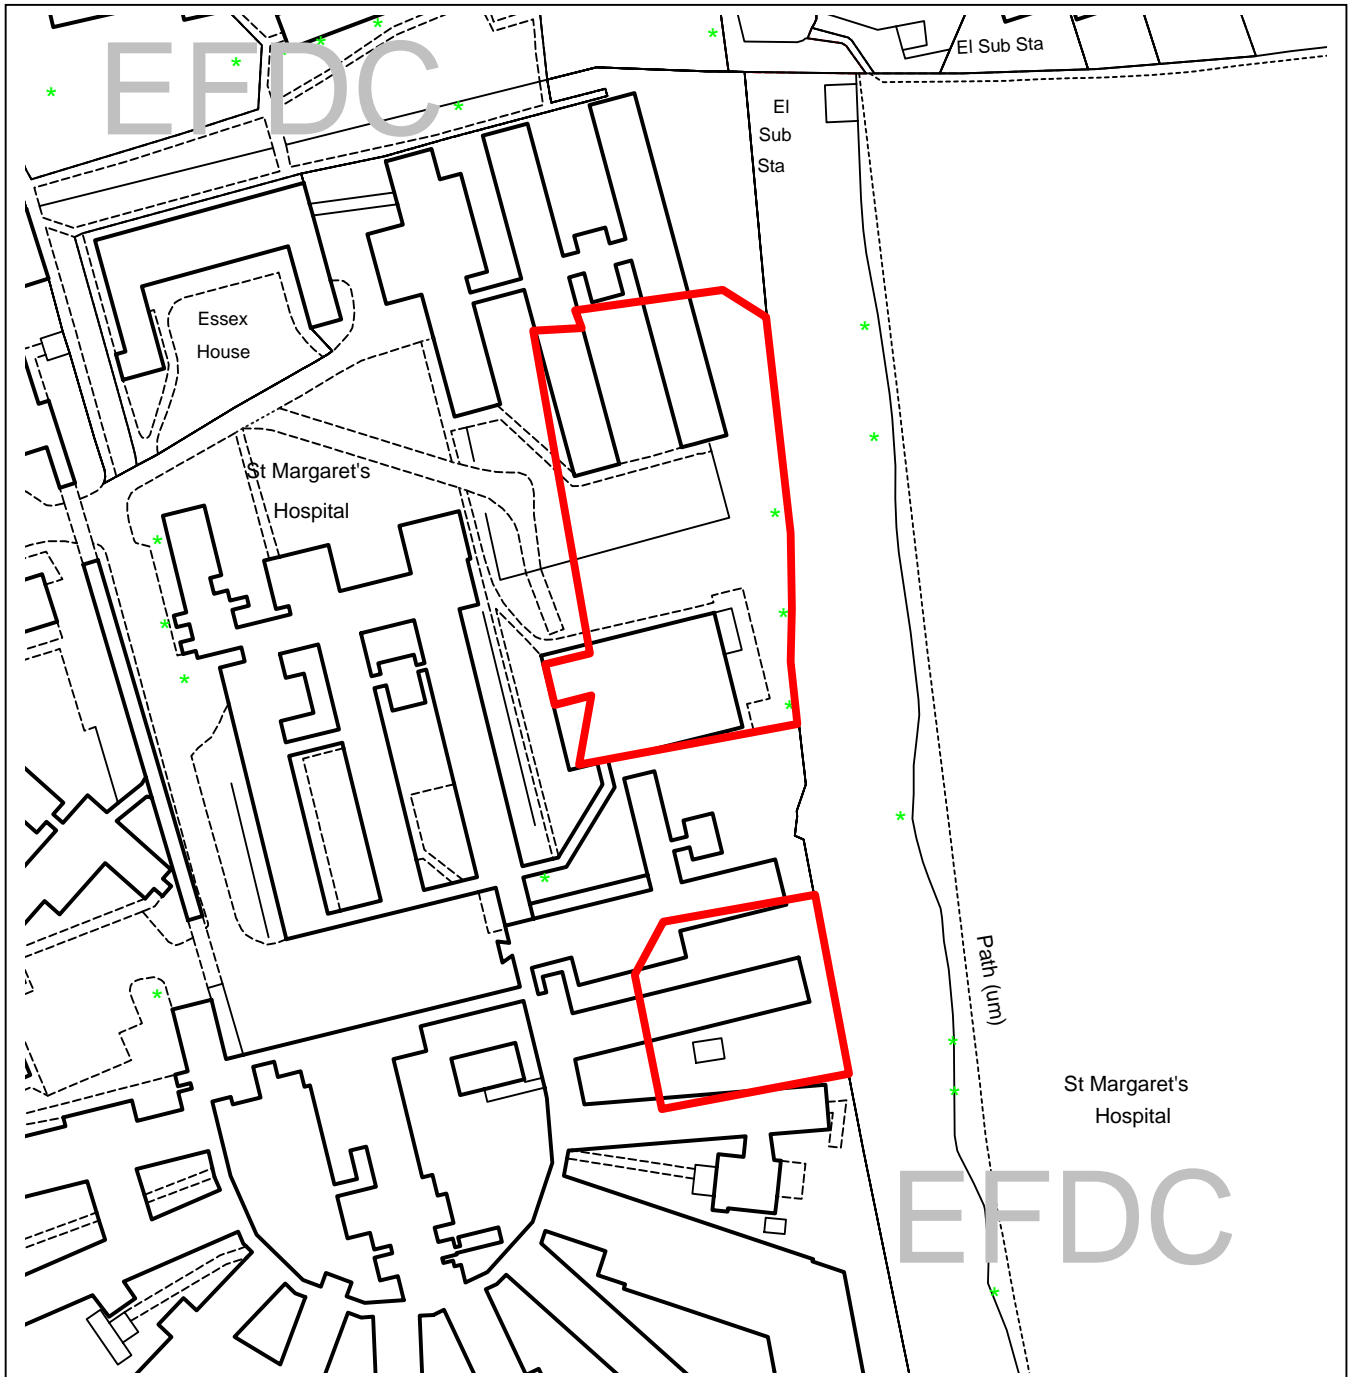 EFDC
El Sub Sta
El
Sub
Sta
Essex
House
St Margaret's
Hospital
Path (um)
St Margaret's
Hospital
EFDC